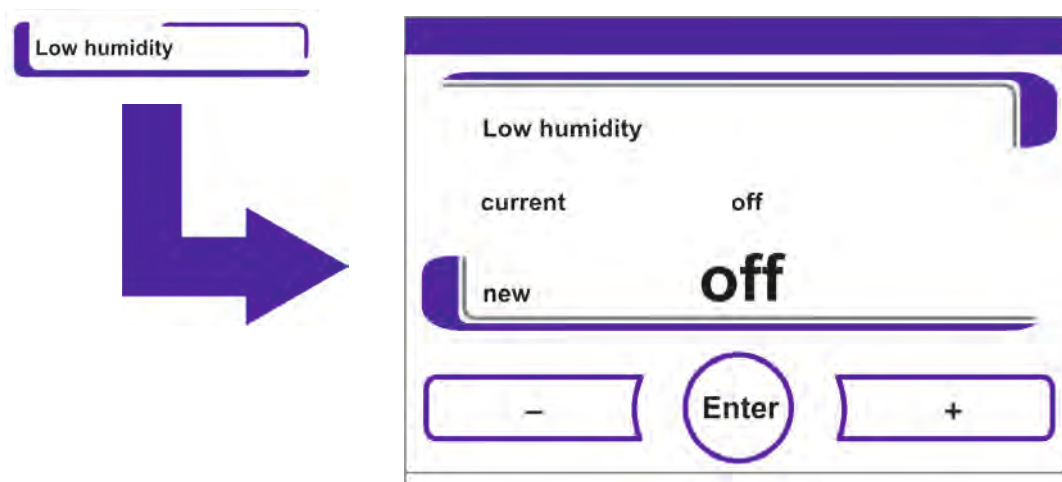 Low humidity
Low humidity
current off
new off
– Enter +